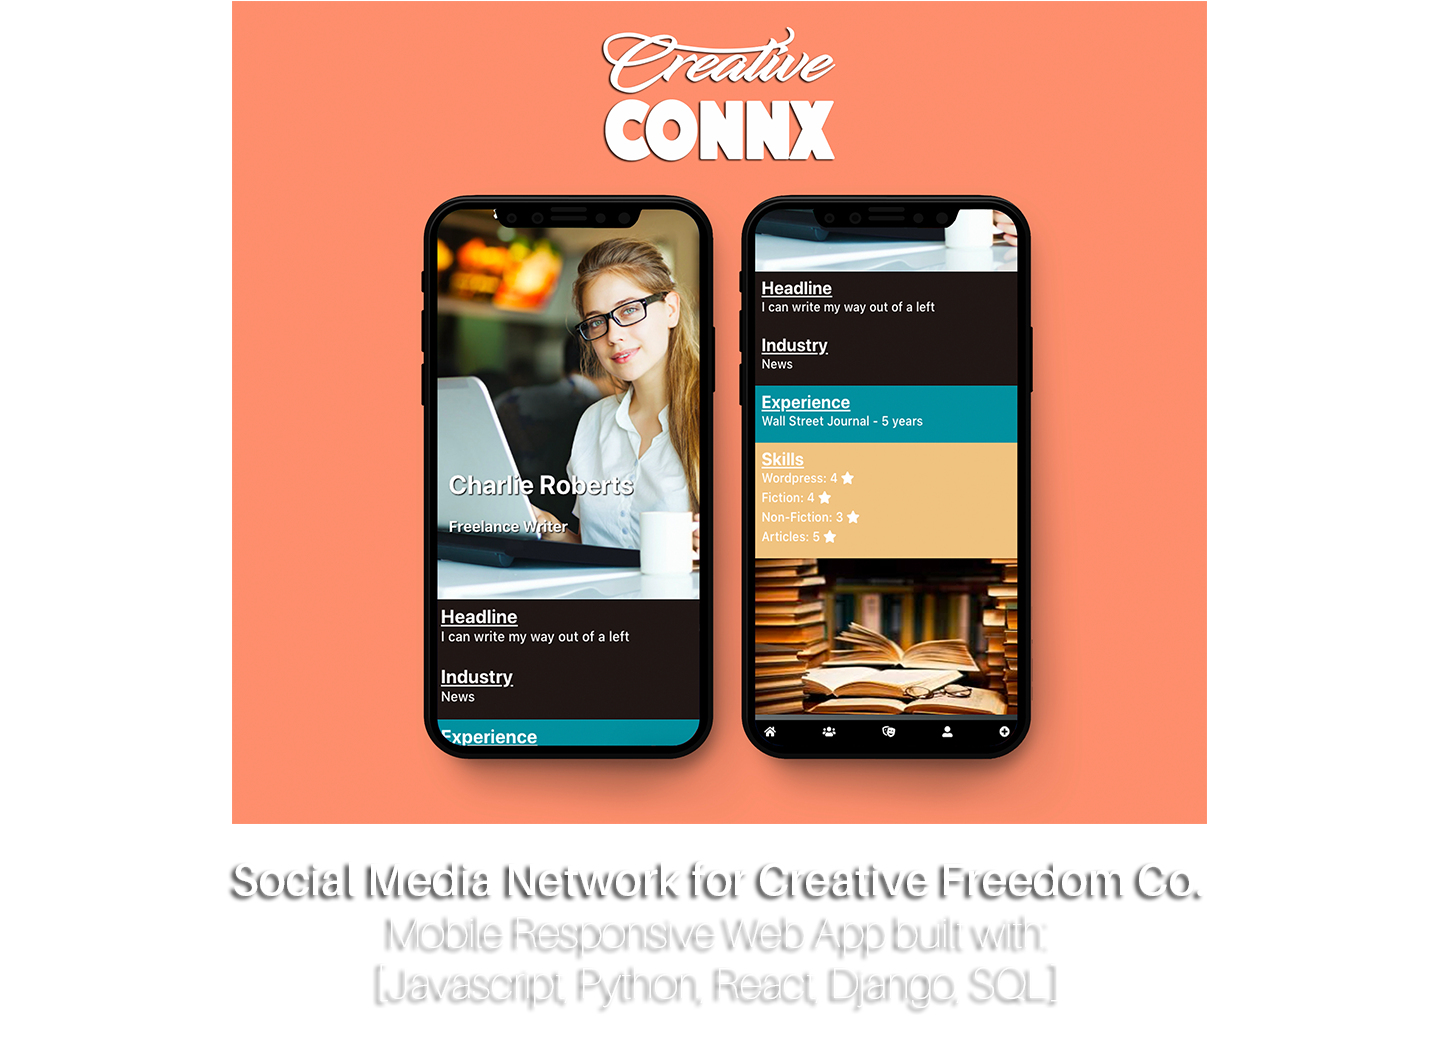 Creative
CONNX
Charlie Roberts
Freelance Writer
Headline
I can write my way out of a left
Industry
News
Experience
Headline
I can write my way out of a left
Industry
News
Experience
Wall Street Journal - 5 years
Skills
Wordpress: 4
Fiction: 4
Non-Fiction: 3
Articles: 5
Social Media Network for Creative Freedom Co.
Mobile Responsive Web App built with:
[Javascript, Python, React, Django, SQL]